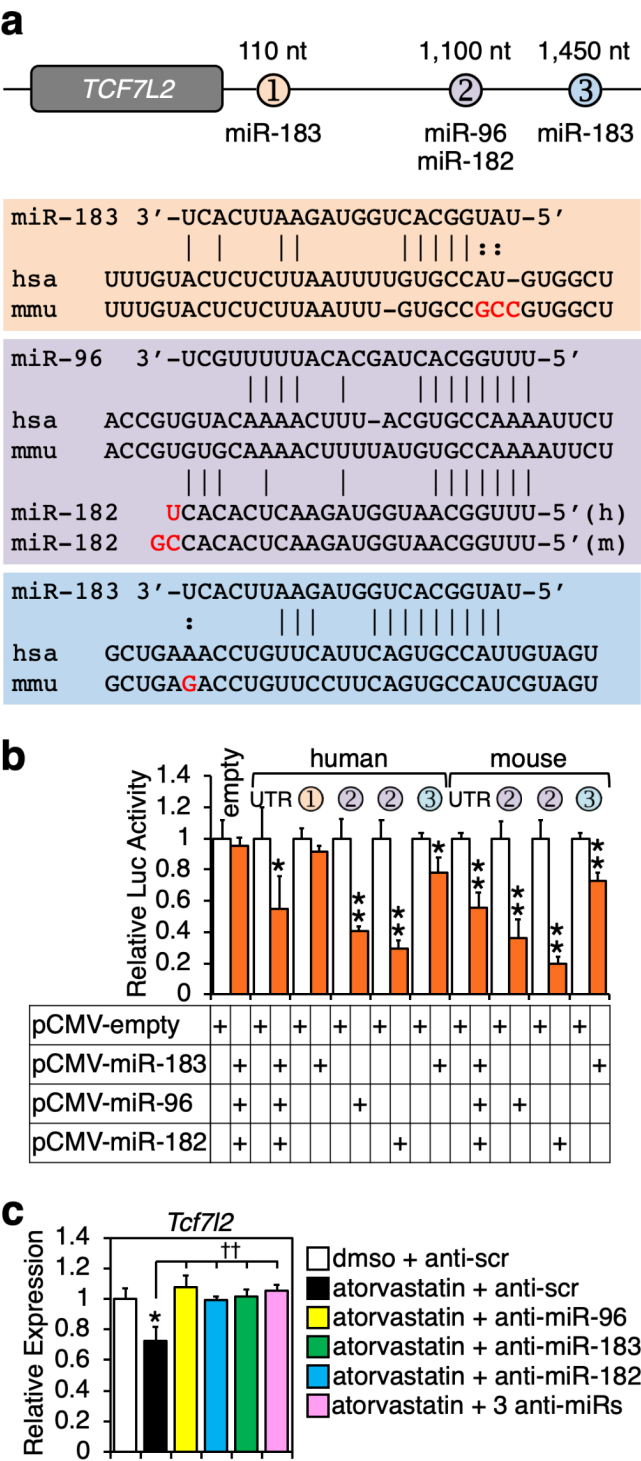 a
110 nt 1,100 nt 1,450 nt
TCF7L2 1 2 3
miR-183 miR-96 miR-183
miR-182
miR-183 3′-UCACUUAAGAUGGUCACGGUAU-5′
hsa UUUGUACUCUCUUAAUUUUGUGCCAU-GUGGCU
mmu UUUGUACUCUCUUAAUUU-GUGCCGCCGUGGCU
miR-96 3′-UCGUUUUUACACGAUCACGGUUU-5′
hsa ACCGUGUACAAAACUUU-ACGUGCCAAAAUUCU
mmu ACCGUGUGCAAAACUUUUAUGUGCCAAAAUUCU
miR-182 UCACACUCAAGAUGGUAACGGUUU-5′(h)
miR-182 GCCACACUCAAGAUGGUAACGGUUU-5′(m)
miR-183 3′-UCACUUAAGAUGGUCACGGUAU-5′
hsa GCUGAAACCUGUUCAUUCAGUGCCAUUGUAGU
mmu GCUGAGACCUGUUCCUUCAGUGCCAUCGUAGU
b
human mouse
empty UTR 1 2 2 3 UTR 2 2 3
Relative Luc Activity
1.4
1.2
1
0.8
0.6
0.4
0.2
0
* ** ** * ** ** ** **
pCMV-empty + + + + + + + + + +
pCMV-miR-183 + + + + + +
pCMV-miR-96 + + + + +
pCMV-miR-182 + + + + +
c
Tcf7l2
Relative Expression
1.4
1.2
1
0.8
0.6
0.4
0.2
0
* ††
dmso + anti-scr
atorvastatin + anti-scr
atorvastatin + anti-miR-96
atorvastatin + anti-miR-183
atorvastatin + anti-miR-182
atorvastatin + 3 anti-miRs